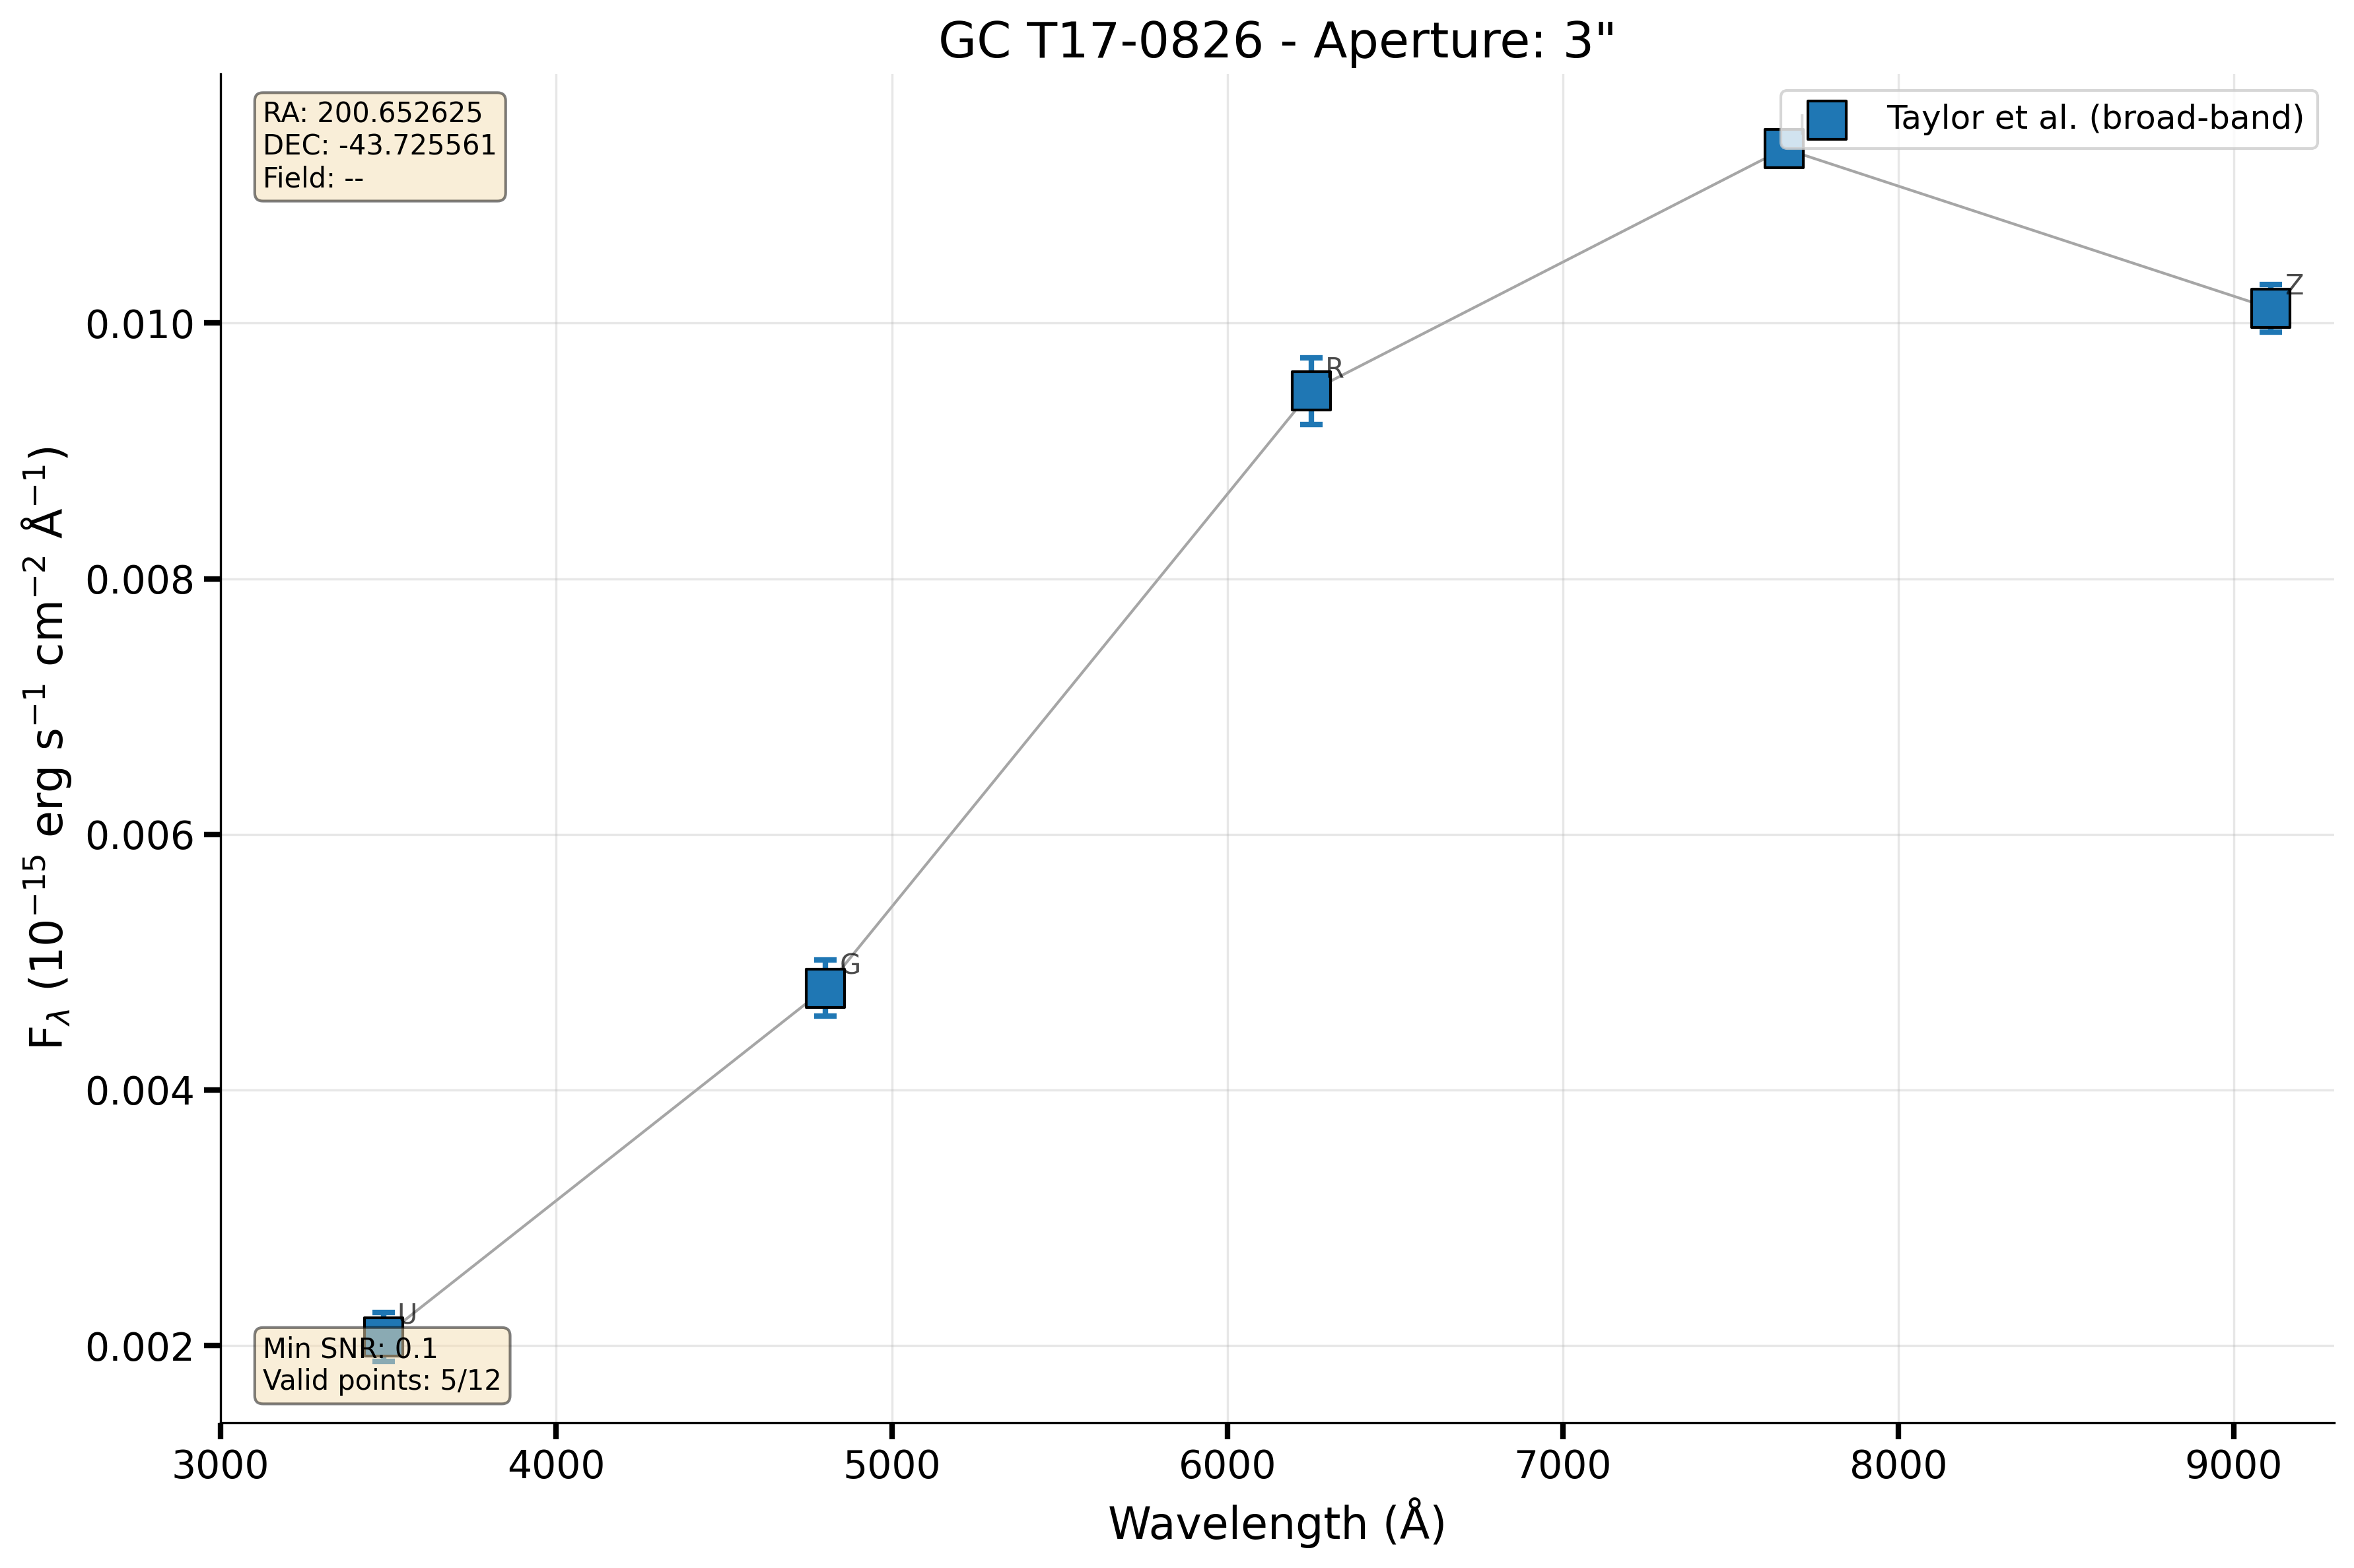 GC T17-0826 - Aperture: 3"
RA: 200.652625
DEC: -43.725561
Field: --
Taylor et al. (broad-band)
I
Z
R
G
U
Min SNR: 0.1
Valid points: 5/12
0.010
0.008
0.006
0.004
0.002
F_λ (10⁻¹⁵ erg s⁻¹ cm⁻² Å⁻¹)
3000 4000 5000 6000 7000 8000 9000
Wavelength (Å)